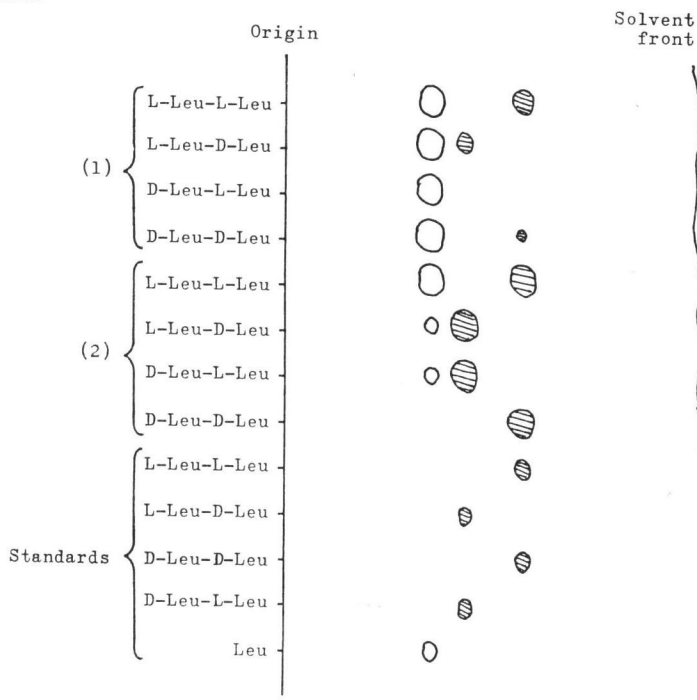 Origin
Solvent
front
(1)
L-Leu-L-Leu
L-Leu-D-Leu
D-Leu-L-Leu
D-Leu-D-Leu
(2)
L-Leu-L-Leu
L-Leu-D-Leu
D-Leu-L-Leu
D-Leu-D-Leu
Standards
L-Leu-L-Leu
L-Leu-D-Leu
D-Leu-D-Leu
D-Leu-L-Leu
Leu